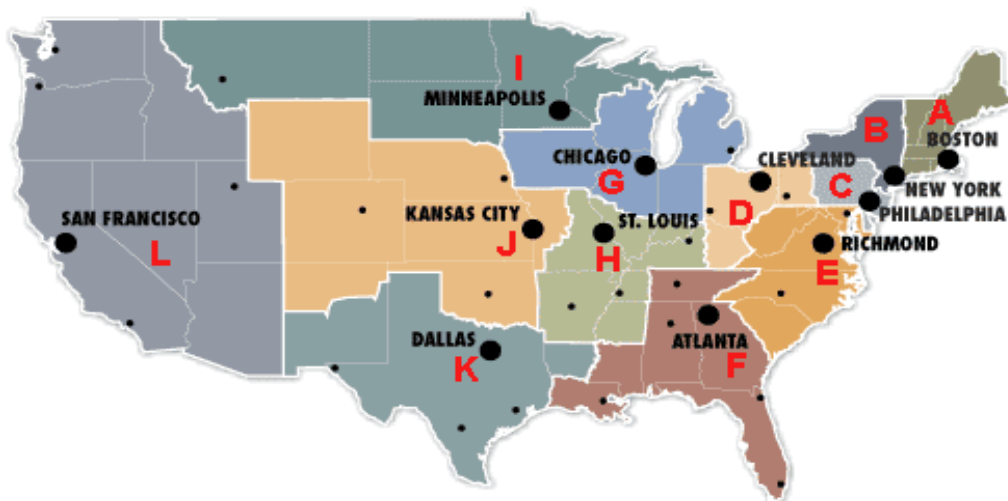 I
MINNEAPOLIS
A
B
BOSTON
CHICAGO
CLEVELAND
G
C
NEW YORK
SAN FRANCISCO
KANSAS CITY
ST. LOUIS
D
PHILADELPHIA
L
J
H
RICHMOND
E
DALLAS
K
ATLANTA
F